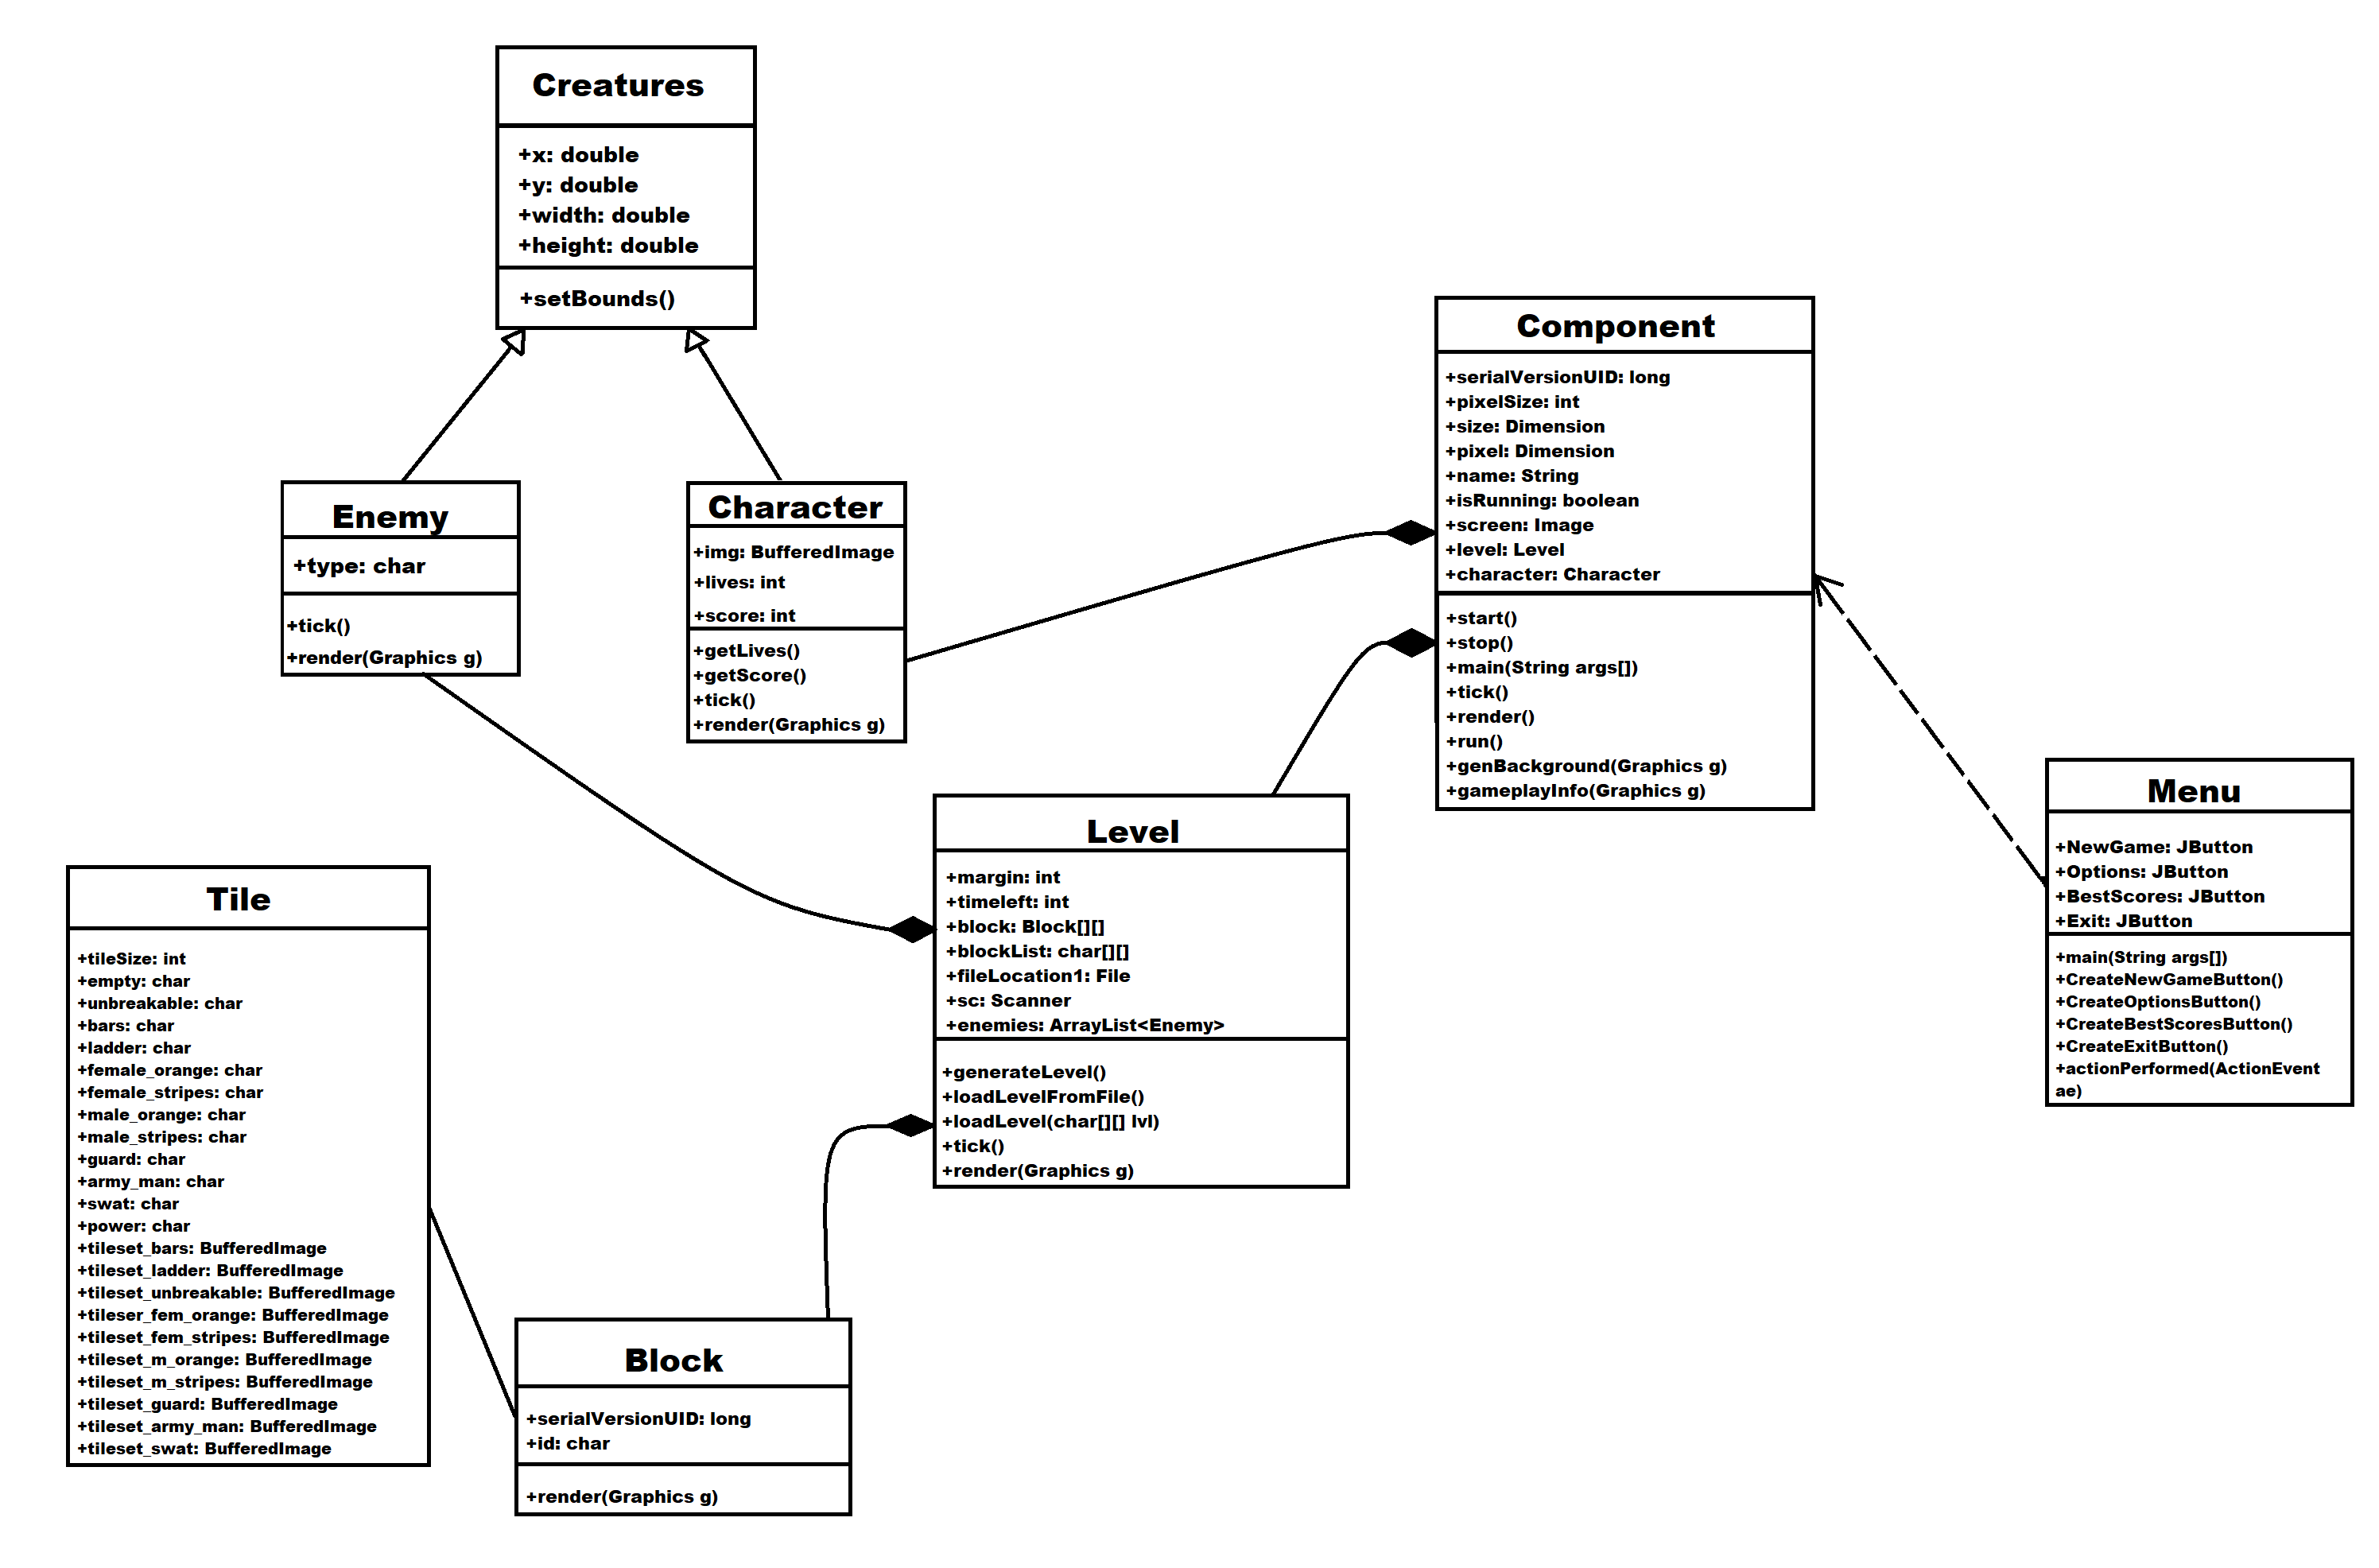 Creatures
+x: double
+y: double
+width: double
+height: double
+setBounds()
Component
+serialVersionUID: long
+pixelSize: int
+size: Dimension
+pixel: Dimension
+name: String
+isRunning: boolean
+screen: Image
+level: Level
+character: Character
+start()
+stop()
+main(String args[])
+tick()
+render()
+run()
+genBackground(Graphics g)
+gameplayInfo(Graphics g)
Enemy
+type: char
+tick()
+render(Graphics g)
Character
+img: BufferedImage
+lives: int
+score: int
+getLives()
+getScore()
+tick()
+render(Graphics g)
Menu
+NewGame: JButton
+Options: JButton
+BestScores: JButton
+Exit: JButton
+main(String args[])
+CreateNewGameButton()
+CreateOptionsButton()
+CreateBestScoresButton()
+CreateExitButton()
+actionPerformed(ActionEvent
ae)
Level
+margin: int
+timeleft: int
+block: Block[][]
+blockList: char[][]
+fileLocation1: File
+sc: Scanner
+enemies: ArrayList<Enemy>
+generateLevel()
+loadLevelFromFile()
+loadLevel(char[][] lvl)
+tick()
+render(Graphics g)
Tile
+tileSize: int
+empty: char
+unbreakable: char
+bars: char
+ladder: char
+female_orange: char
+female_stripes: char
+male_orange: char
+male_stripes: char
+guard: char
+army_man: char
+swat: char
+power: char
+tileset_bars: BufferedImage
+tileset_ladder: BufferedImage
+tileset_unbreakable: BufferedImage
+tileser_fem_orange: BufferedImage
+tileset_fem_stripes: BufferedImage
+tileset_m_orange: BufferedImage
+tileset_m_stripes: BufferedImage
+tileset_guard: BufferedImage
+tileset_army_man: BufferedImage
+tileset_swat: BufferedImage
Block
+serialVersionUID: long
+id: char
+render(Graphics g)